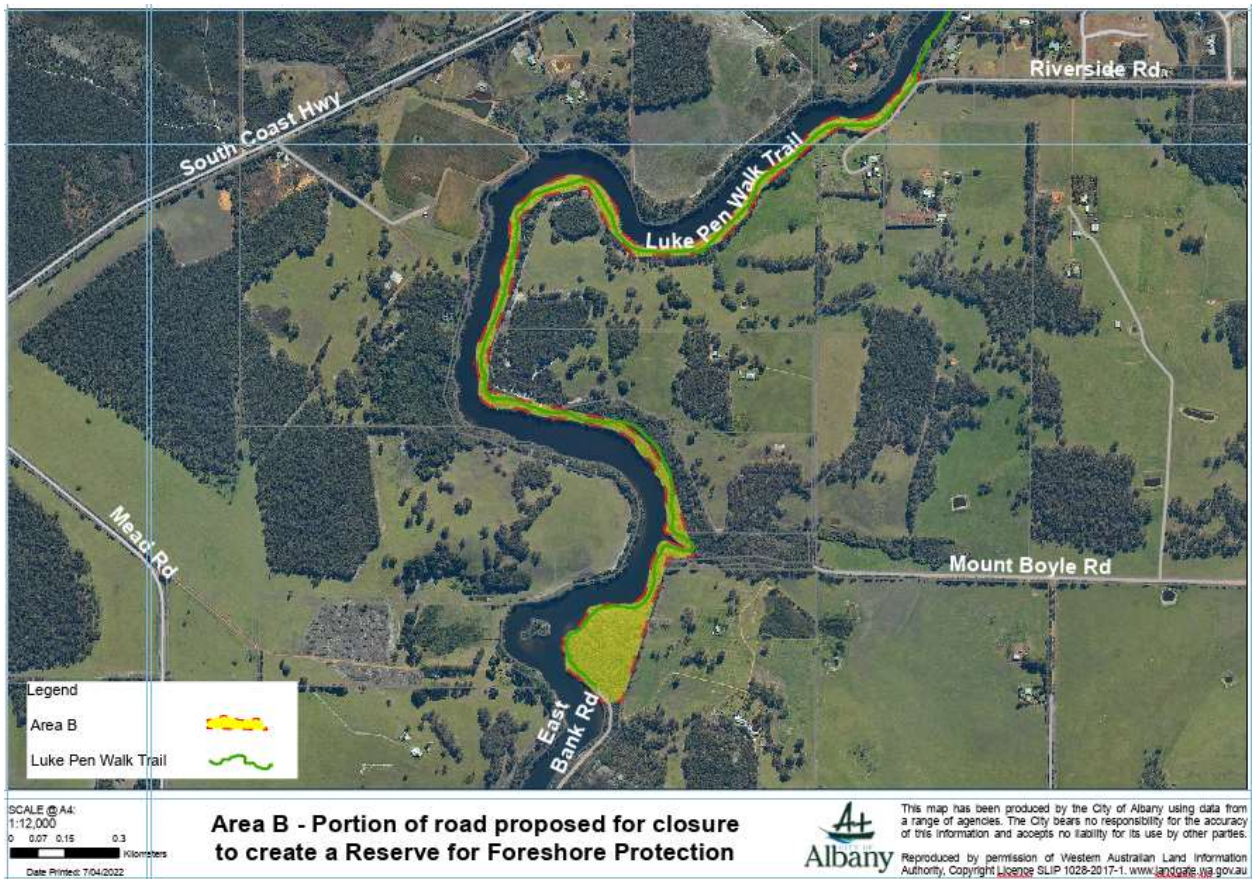 Riverside Rd
South Coast Hwy
Luke Pen Walk Trail
Mead Rd
Mount Boyle Rd
East
Bank Rd
Legend
Area B
Luke Pen Walk Trail
SCALE @ A4:
1:12,000
0 0.07 0.15 0.3
Kilometers
Date Printed: 7/04/2022
Area B - Portion of road proposed for closure
to create a Reserve for Foreshore Protection
CITY OF
Albany
This map has been produced by the City of Albany using data from
a range of agencies. The City bears no responsibility for the accuracy
of this information and accepts no liability for its use by other parties.
Reproduced by permission of Western Australian Land Information
Authority, Copyright Licence SLIP 1028-2017-1. www.landgate.wa.gov.au